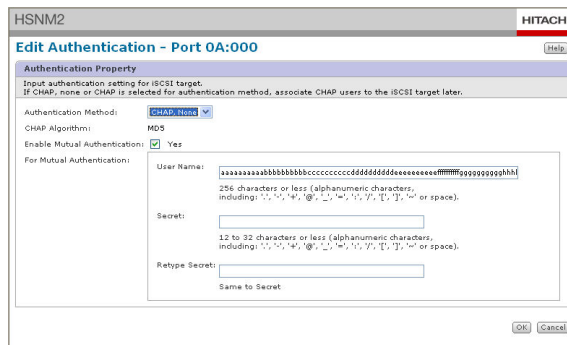 HSNM2
HITACH
Edit Authentication - Port 0A:000
Help
Authentication Property
Input authentication setting for iSCSI target.
If CHAP, none or CHAP is selected for authentication method, associate CHAP users to the iSCSI target later.
Authentication Method: CHAP, None
CHAP Algorithm: MD5
Enable Mutual Authentication: Yes
For Mutual Authentication:
User Name:
256 characters or less (alphanumeric characters,
including: '.', '-', '+', '@', '_', '=', ':', '/', '[', ']', '~' or space).
Secret:
12 to 32 characters or less (alphanumeric characters,
including: '.', '-', '+', '@', '_', '=', ':', '/', '[', ']', '~' or space).
Retype Secret:
Same to Secret
OK Cancel